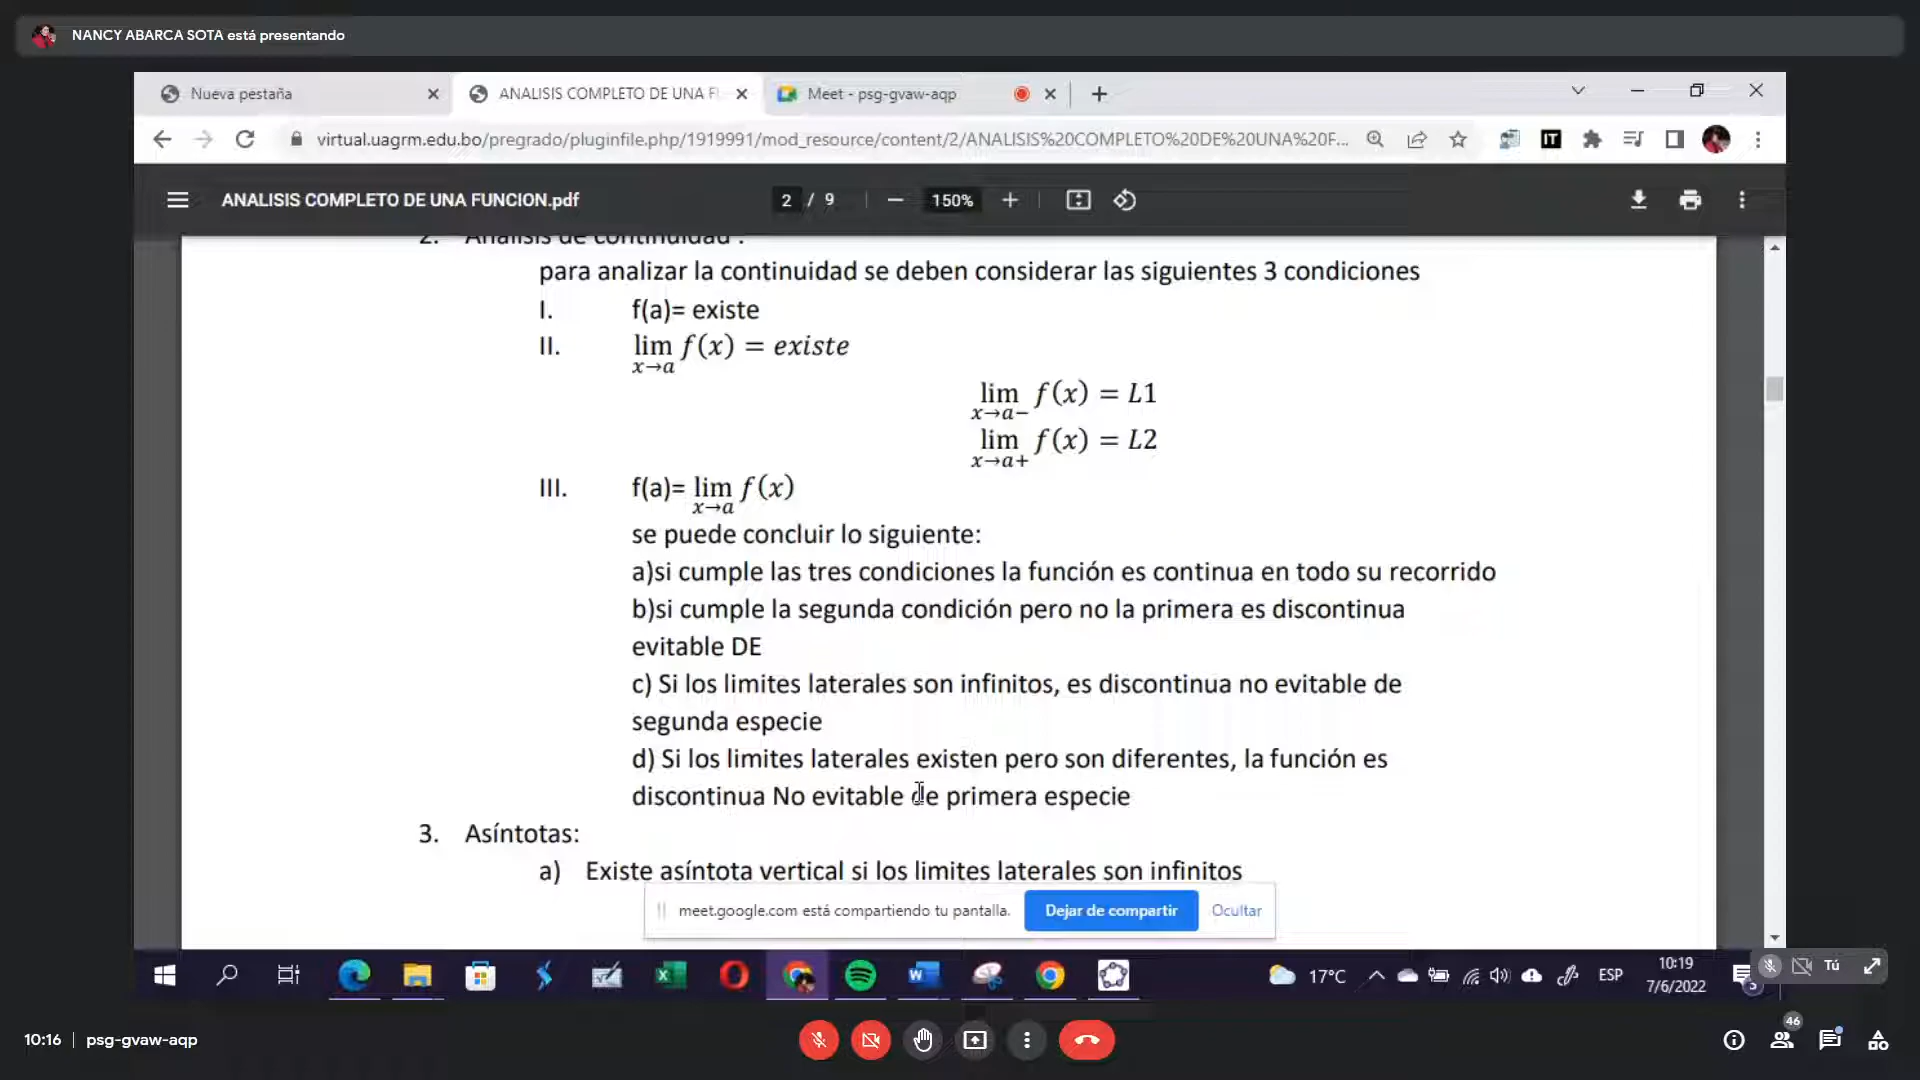 NANCY ABARCA SOTA está presentando
Nueva pestaña
ANALISIS COMPLETO DE UNA FU
Meet - psg-gvaw-aqp
virtual.uagrm.edu.bo/pregrado/pluginfile.php/1919991/mod_resource/content/2/ANALISIS%20COMPLETO%20DE%20UNA%20F...
ANALISIS COMPLETO DE UNA FUNCION.pdf
2 / 9
150%
2. Análisis de continuidad :
para analizar la continuidad se deben considerar las siguientes 3 condiciones
I. f(a)= existe
II. lim f(x) = existe
x→a
lim f(x) = L1
x→a−
lim f(x) = L2
x→a+
III. f(a)= lim f(x)
x→a
se puede concluir lo siguiente:
a)si cumple las tres condiciones la función es continua en todo su recorrido
b)si cumple la segunda condición pero no la primera es discontinua
evitable DE
c) Si los limites laterales son infinitos, es discontinua no evitable de
segunda especie
d) Si los limites laterales existen pero son diferentes, la función es
discontinua No evitable de primera especie
3. Asíntotas:
a) Existe asíntota vertical si los limites laterales son infinitos
meet.google.com está compartiendo tu pantalla.
Dejar de compartir
Ocultar
17°C
ESP
10:19
7/6/2022
5
Tú
10:16 | psg-gvaw-aqp
46